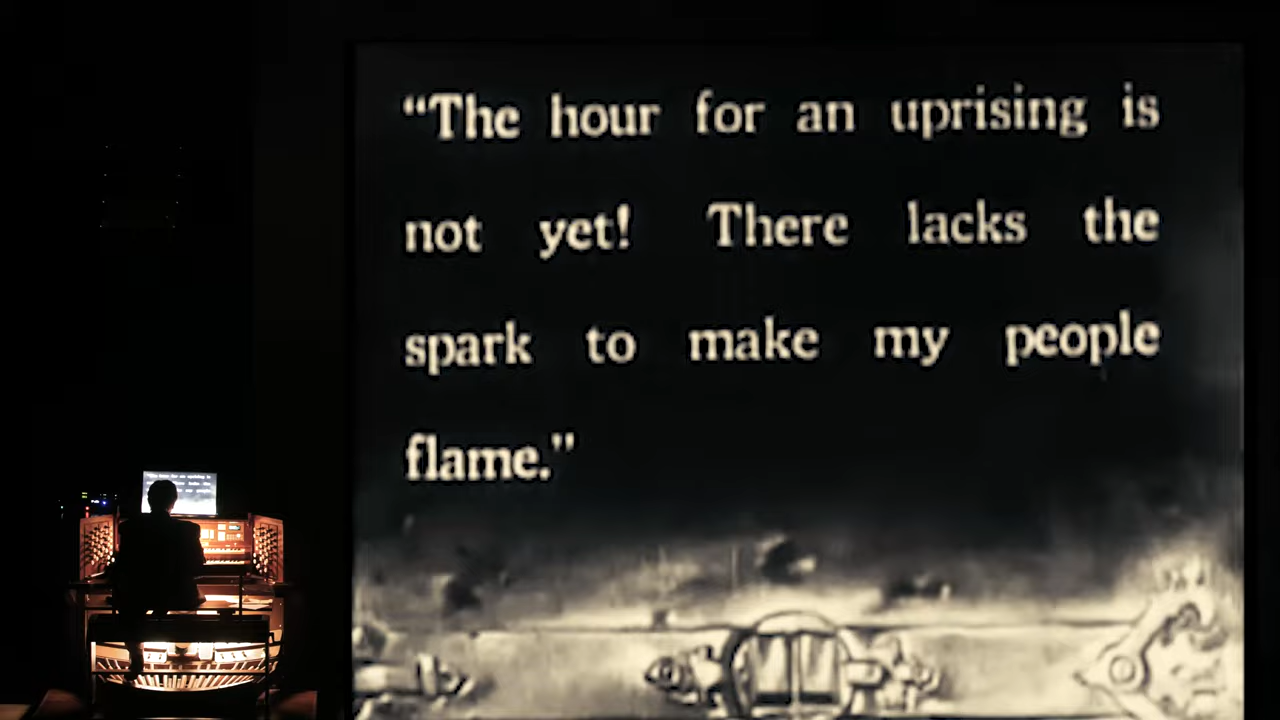 “The hour for an uprising is
not yet! There lacks the
spark to make my people
flame."